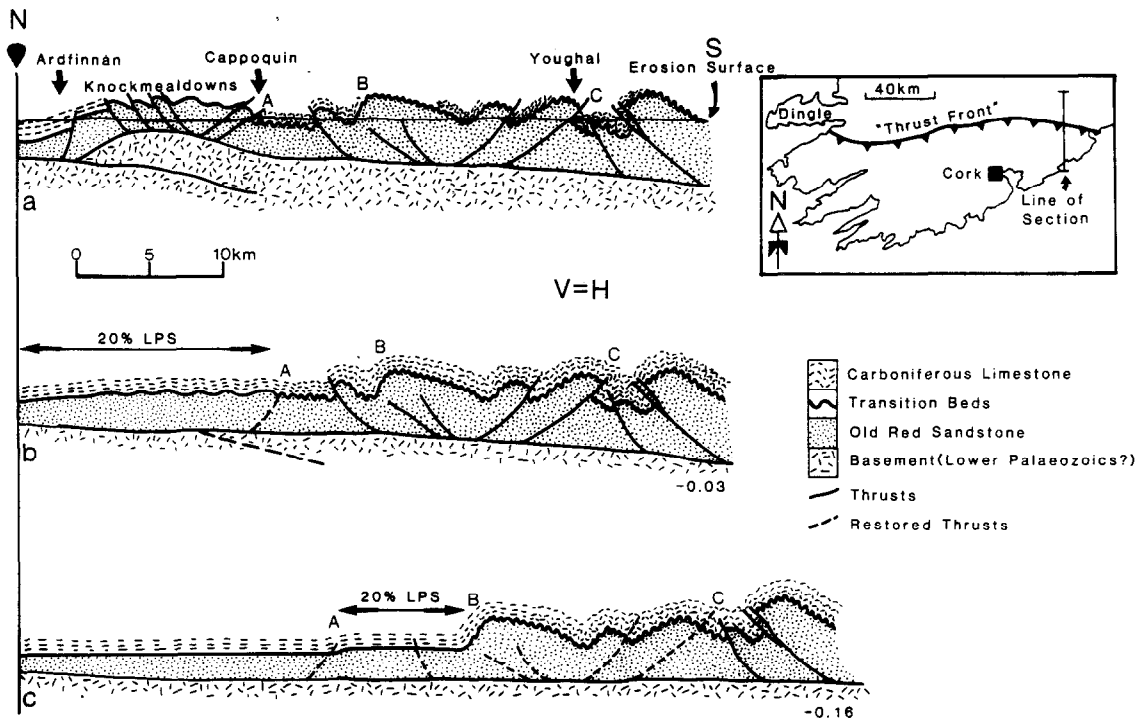 N
Ardfinnan
Cappoquin
Knockmealdowns
A
B
Youghal
S
Erosion Surface
C
a
0 5 10km
V=H
40km
Dingle
"Thrust Front"
Cork
N
Line of
Section
20% LPS
A
B
C
b
-0.03
Carboniferous Limestone
Transition Beds
Old Red Sandstone
Basement(Lower Palaeozoics?)
Thrusts
Restored Thrusts
20% LPS
A
B
C
c
-0.16